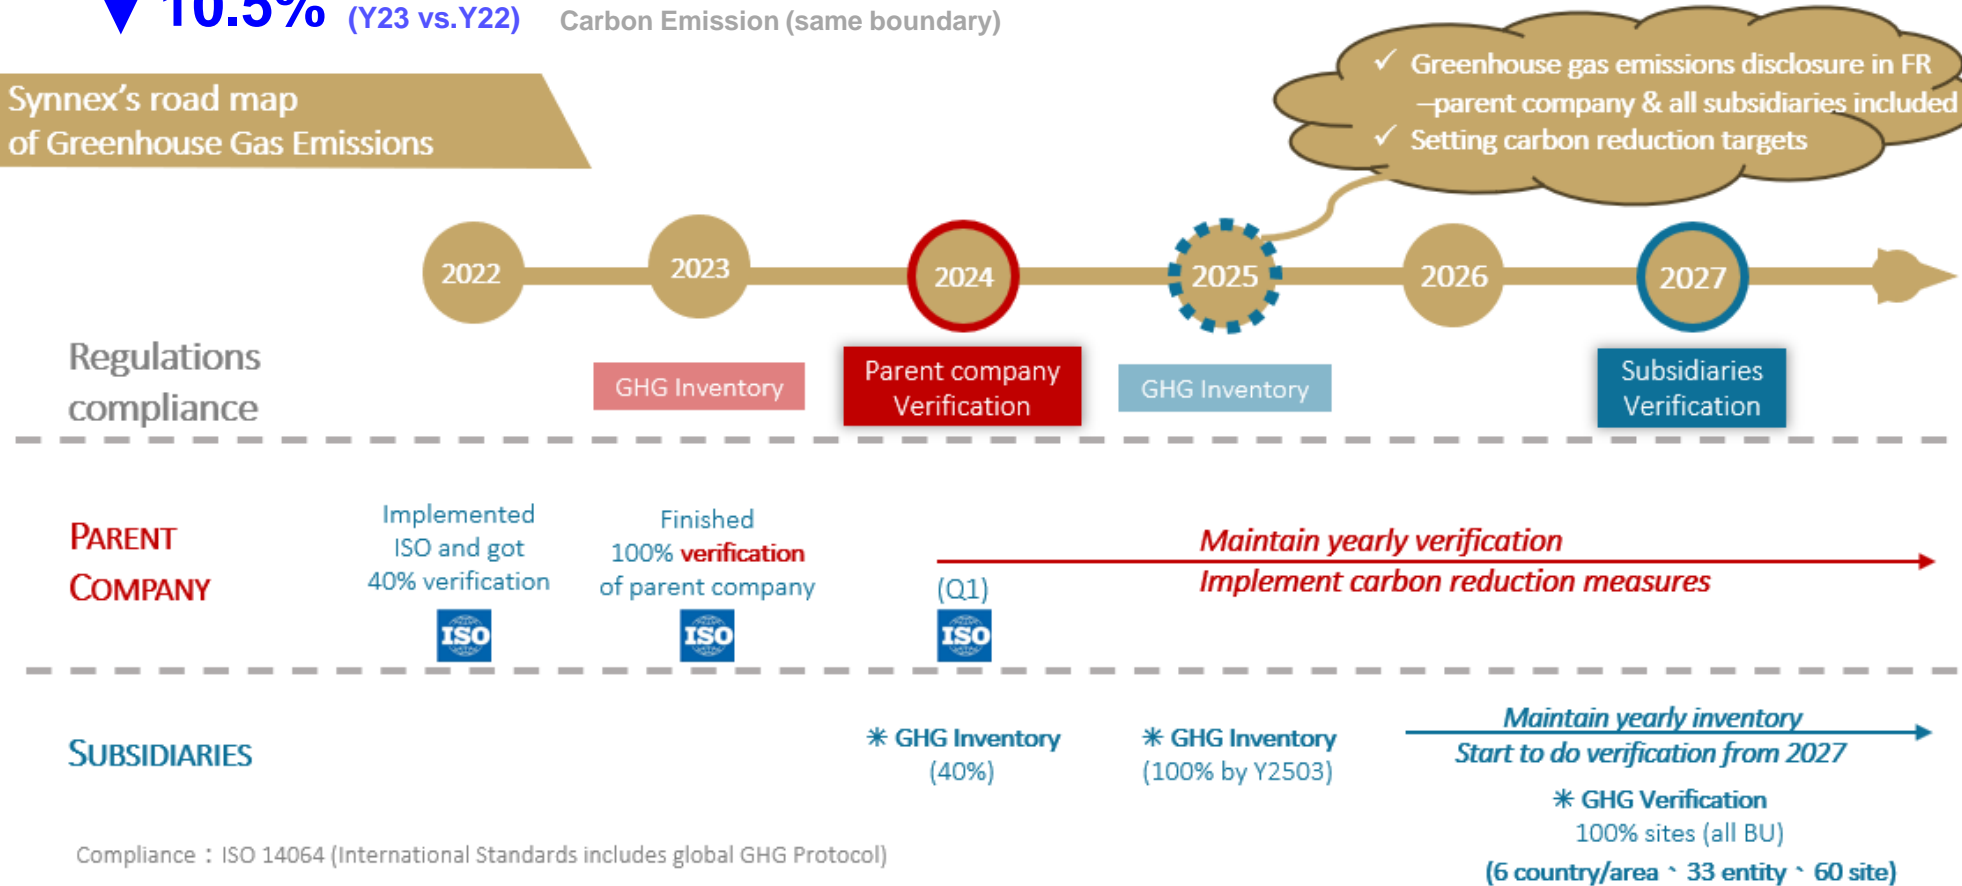 ▼ 10.5% (Y23 vs.Y22) Carbon Emission (same boundary)
✓ Greenhouse gas emissions disclosure in FR
–parent company & all subsidiaries included
✓ Setting carbon reduction targets
Synnex's road map
of Greenhouse Gas Emissions
2022 2023 2024 2025 2026 2027
Regulations
compliance
GHG Inventory
Parent company
Verification
GHG Inventory
Subsidiaries
Verification
PARENT
COMPANY
Implemented
ISO and got
40% verification
ISO
Finished
100% verification
of parent company
ISO
(Q1)
ISO
Maintain yearly verification
Implement carbon reduction measures
SUBSIDIARIES
✳ GHG Inventory
(40%)
✳ GHG Inventory
(100% by Y2503)
Maintain yearly inventory
Start to do verification from 2027
✳ GHG Verification
100% sites (all BU)
(6 country/area、33 entity、60 site)
Compliance：ISO 14064 (International Standards includes global GHG Protocol)